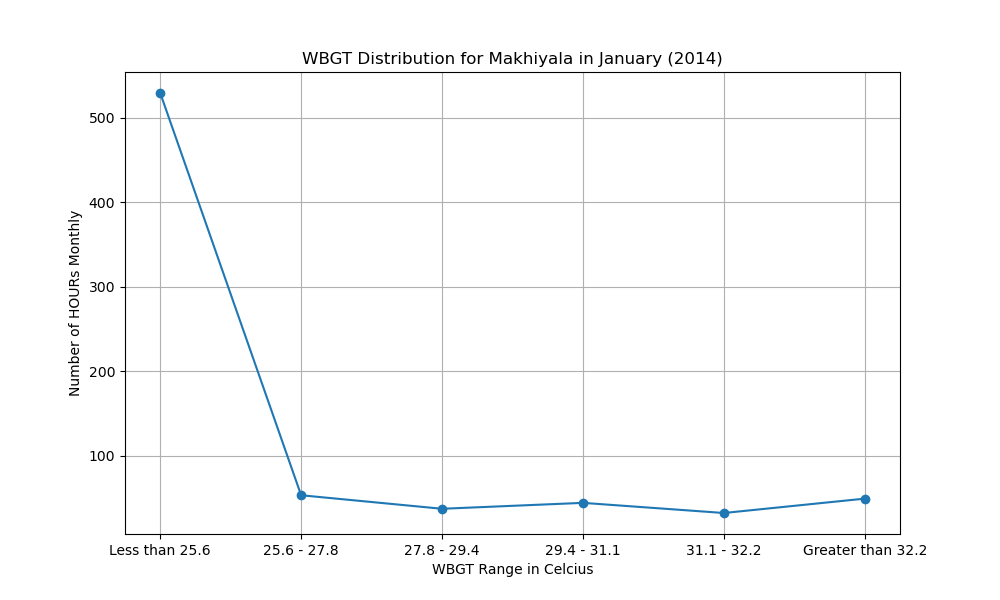 WBGT Distribution for Makhiyala in January (2014)
Number of HOURs Monthly
500
400
300
200
100
Less than 25.6
25.6 - 27.8
27.8 - 29.4
29.4 - 31.1
31.1 - 32.2
Greater than 32.2
WBGT Range in Celcius